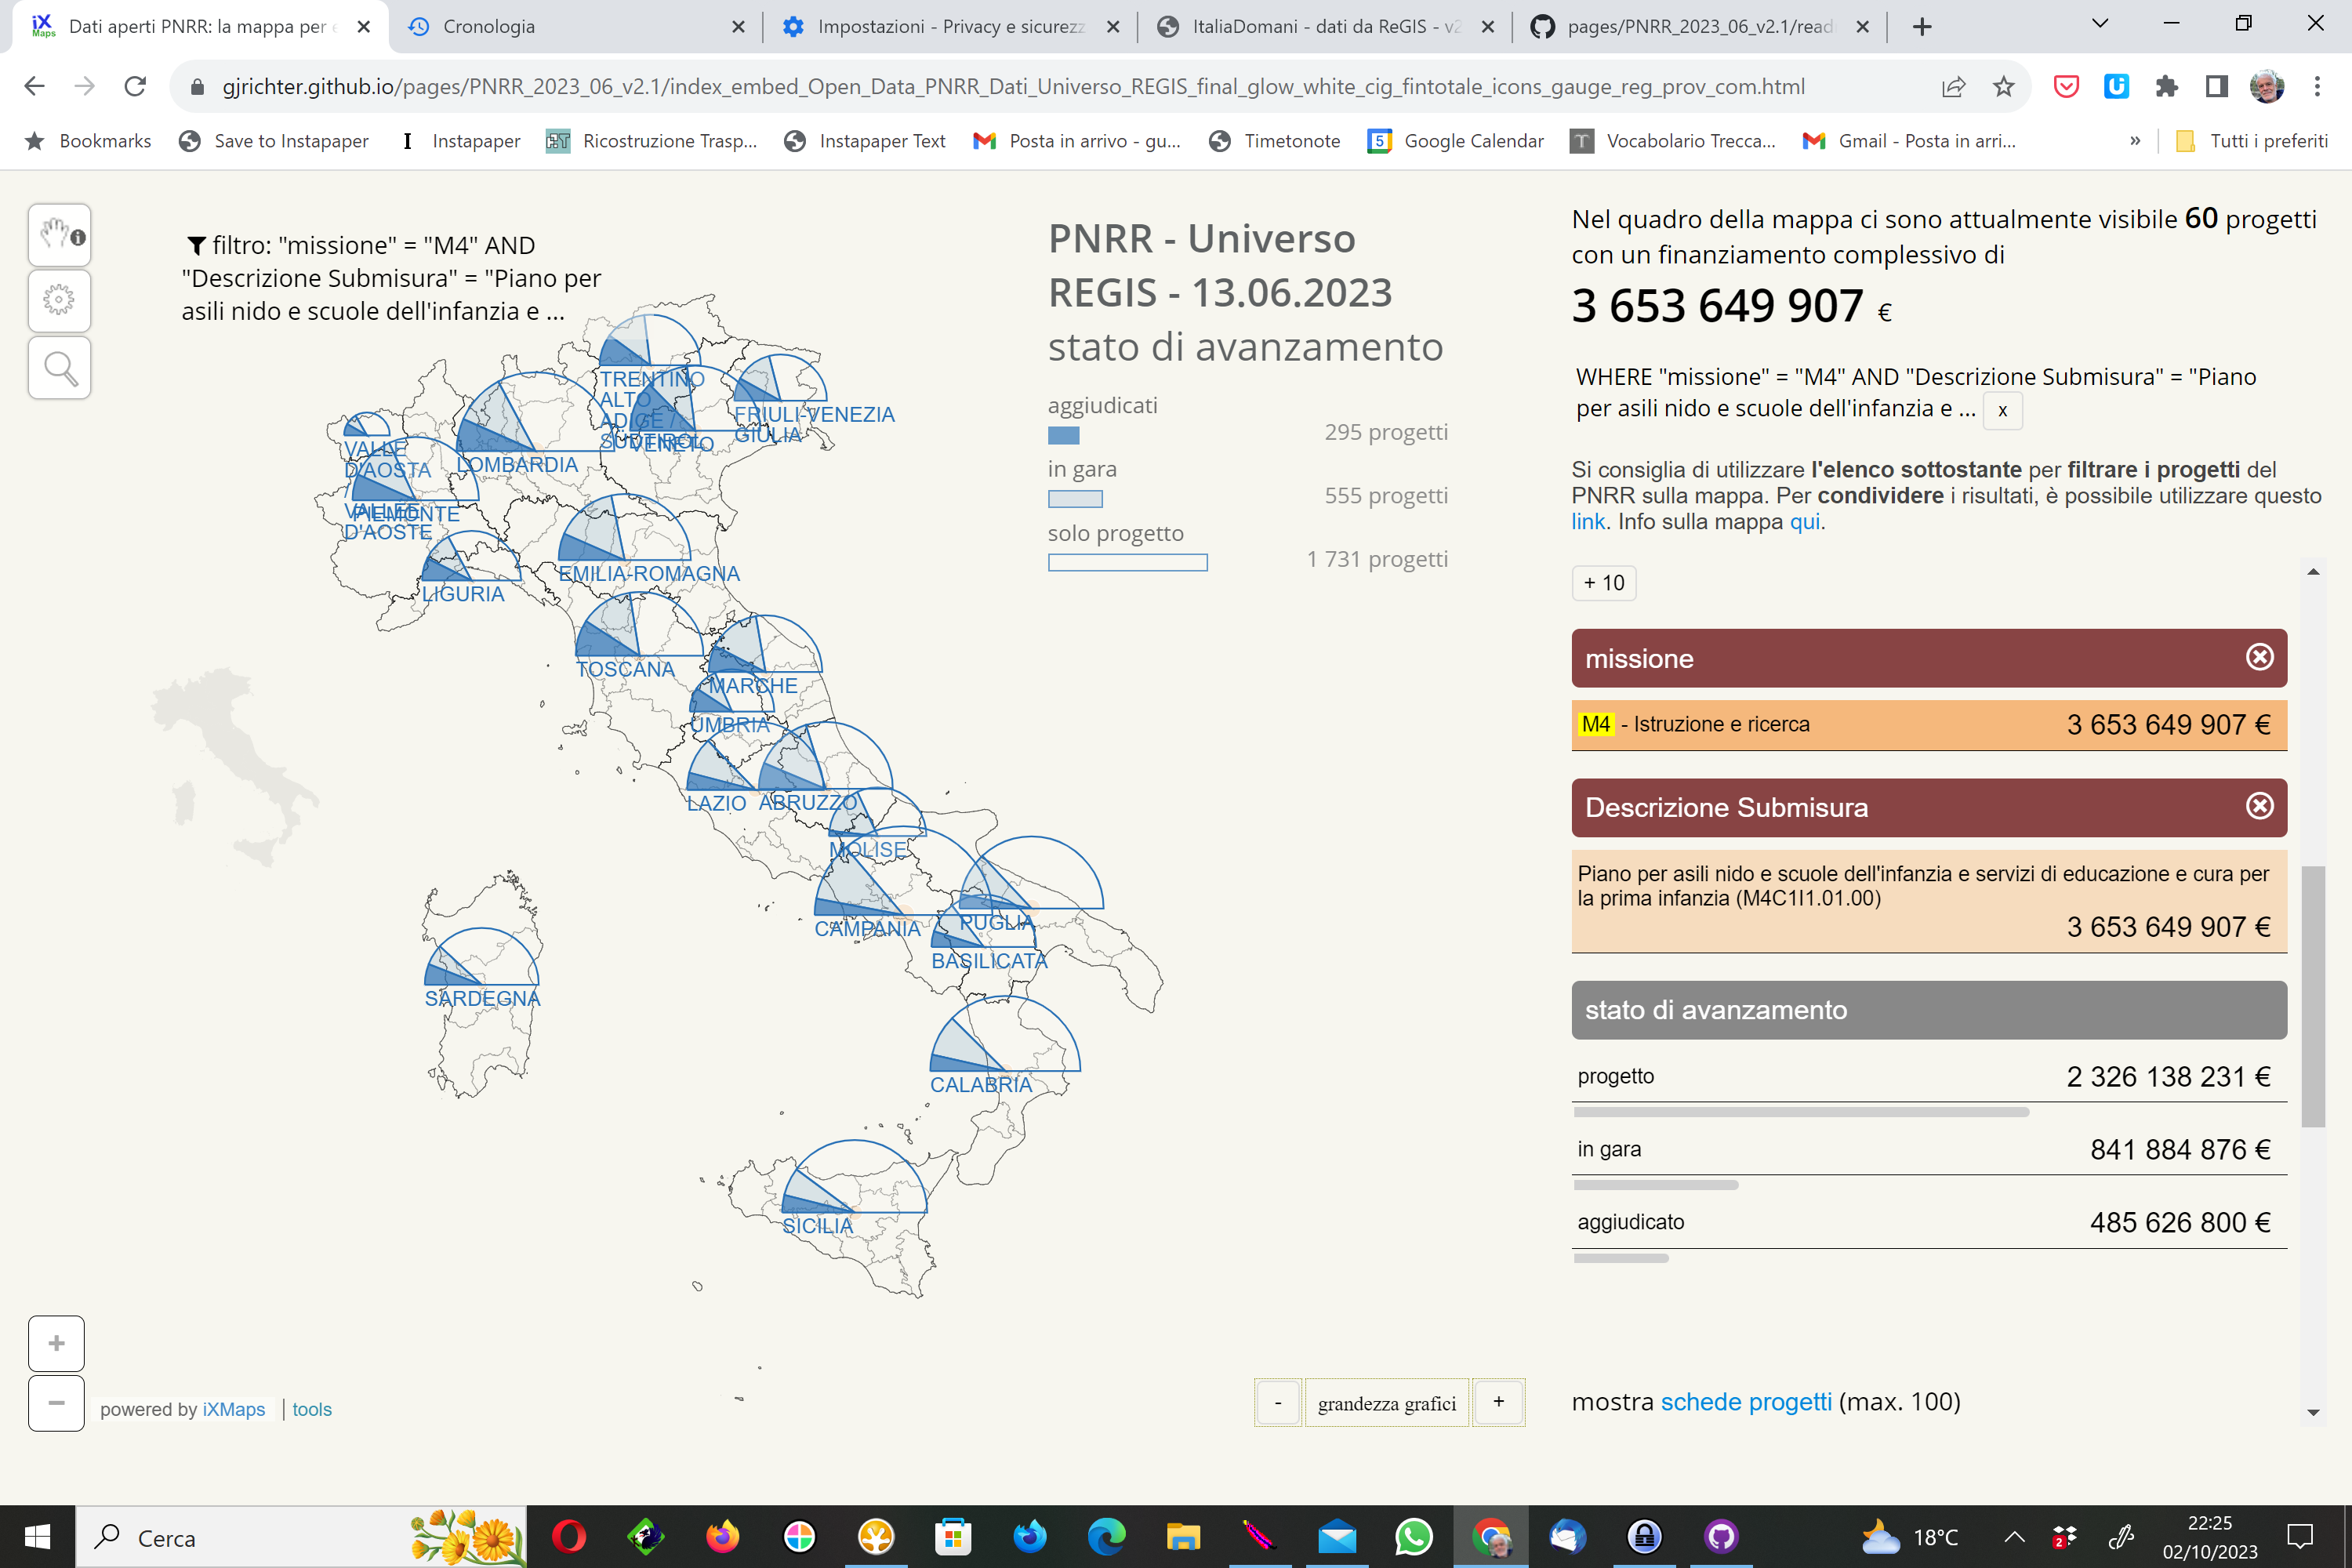 iX
Maps
Dati aperti PNRR: la mappa per e
Cronologia
Impostazioni - Privacy e sicurezz
ItaliaDomani - dati da ReGIS - v2
pages/PNRR_2023_06_v2.1/read
gjrichter.github.io/pages/PNRR_2023_06_v2.1/index_embed_Open_Data_PNRR_Dati_Universo_REGIS_final_glow_white_cig_fintotale_icons_gauge_reg_prov_com.html
Bookmarks
Save to Instapaper
I Instapaper
Ricostruzione Trasp...
Instapaper Text
Posta in arrivo - gu...
Timetonote
5 Google Calendar
T Vocabolario Trecca...
Gmail - Posta in arri...
»
Tutti i preferiti
filtro: "missione" = "M4" AND
"Descrizione Submisura" = "Piano per
asili nido e scuole dell'infanzia e ...
PNRR - Universo
REGIS - 13.06.2023
stato di avanzamento
aggiudicati
295 progetti
in gara
555 progetti
solo progetto
1 731 progetti
TRENTINO
ALTO
ADIGE /
SÜDTIROL
VENETO
FRIULI-VENEZIA
GIULIA
VALLE
D'AOSTA
/
VALLÉE
D'AOSTE
PIEMONTE
LOMBARDIA
LIGURIA
EMILIA-ROMAGNA
TOSCANA
MARCHE
UMBRIA
LAZIO
ABRUZZO
MOLISE
CAMPANIA
PUGLIA
BASILICATA
SARDEGNA
CALABRIA
SICILIA
+
−
powered by iXMaps | tools
- grandezza grafici +
Nel quadro della mappa ci sono attualmente visibile 60 progetti
con un finanziamento complessivo di
3 653 649 907 €
WHERE "missione" = "M4" AND "Descrizione Submisura" = "Piano
per asili nido e scuole dell'infanzia e ... x
Si consiglia di utilizzare l'elenco sottostante per filtrare i progetti del
PNRR sulla mappa. Per condividere i risultati, è possibile utilizzare questo
link. Info sulla mappa qui.
+ 10
missione
M4 - Istruzione e ricerca 3 653 649 907 €
Descrizione Submisura
Piano per asili nido e scuole dell'infanzia e servizi di educazione e cura per
la prima infanzia (M4C1I1.01.00)
3 653 649 907 €
stato di avanzamento
progetto 2 326 138 231 €
in gara 841 884 876 €
aggiudicato 485 626 800 €
mostra schede progetti (max. 100)
Cerca
18°C
2
22:25
02/10/2023